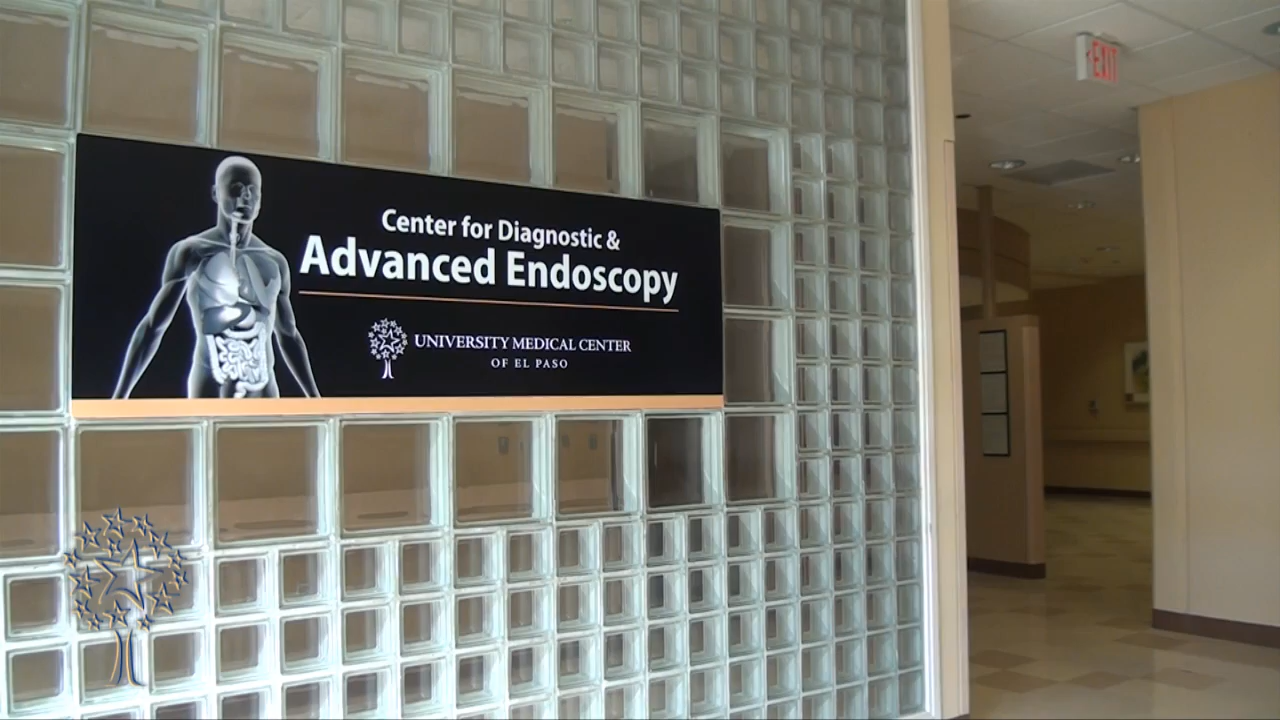 Center for Diagnostic &
Advanced Endoscopy
UNIVERSITY MEDICAL CENTER
OF EL PASO
EXIT